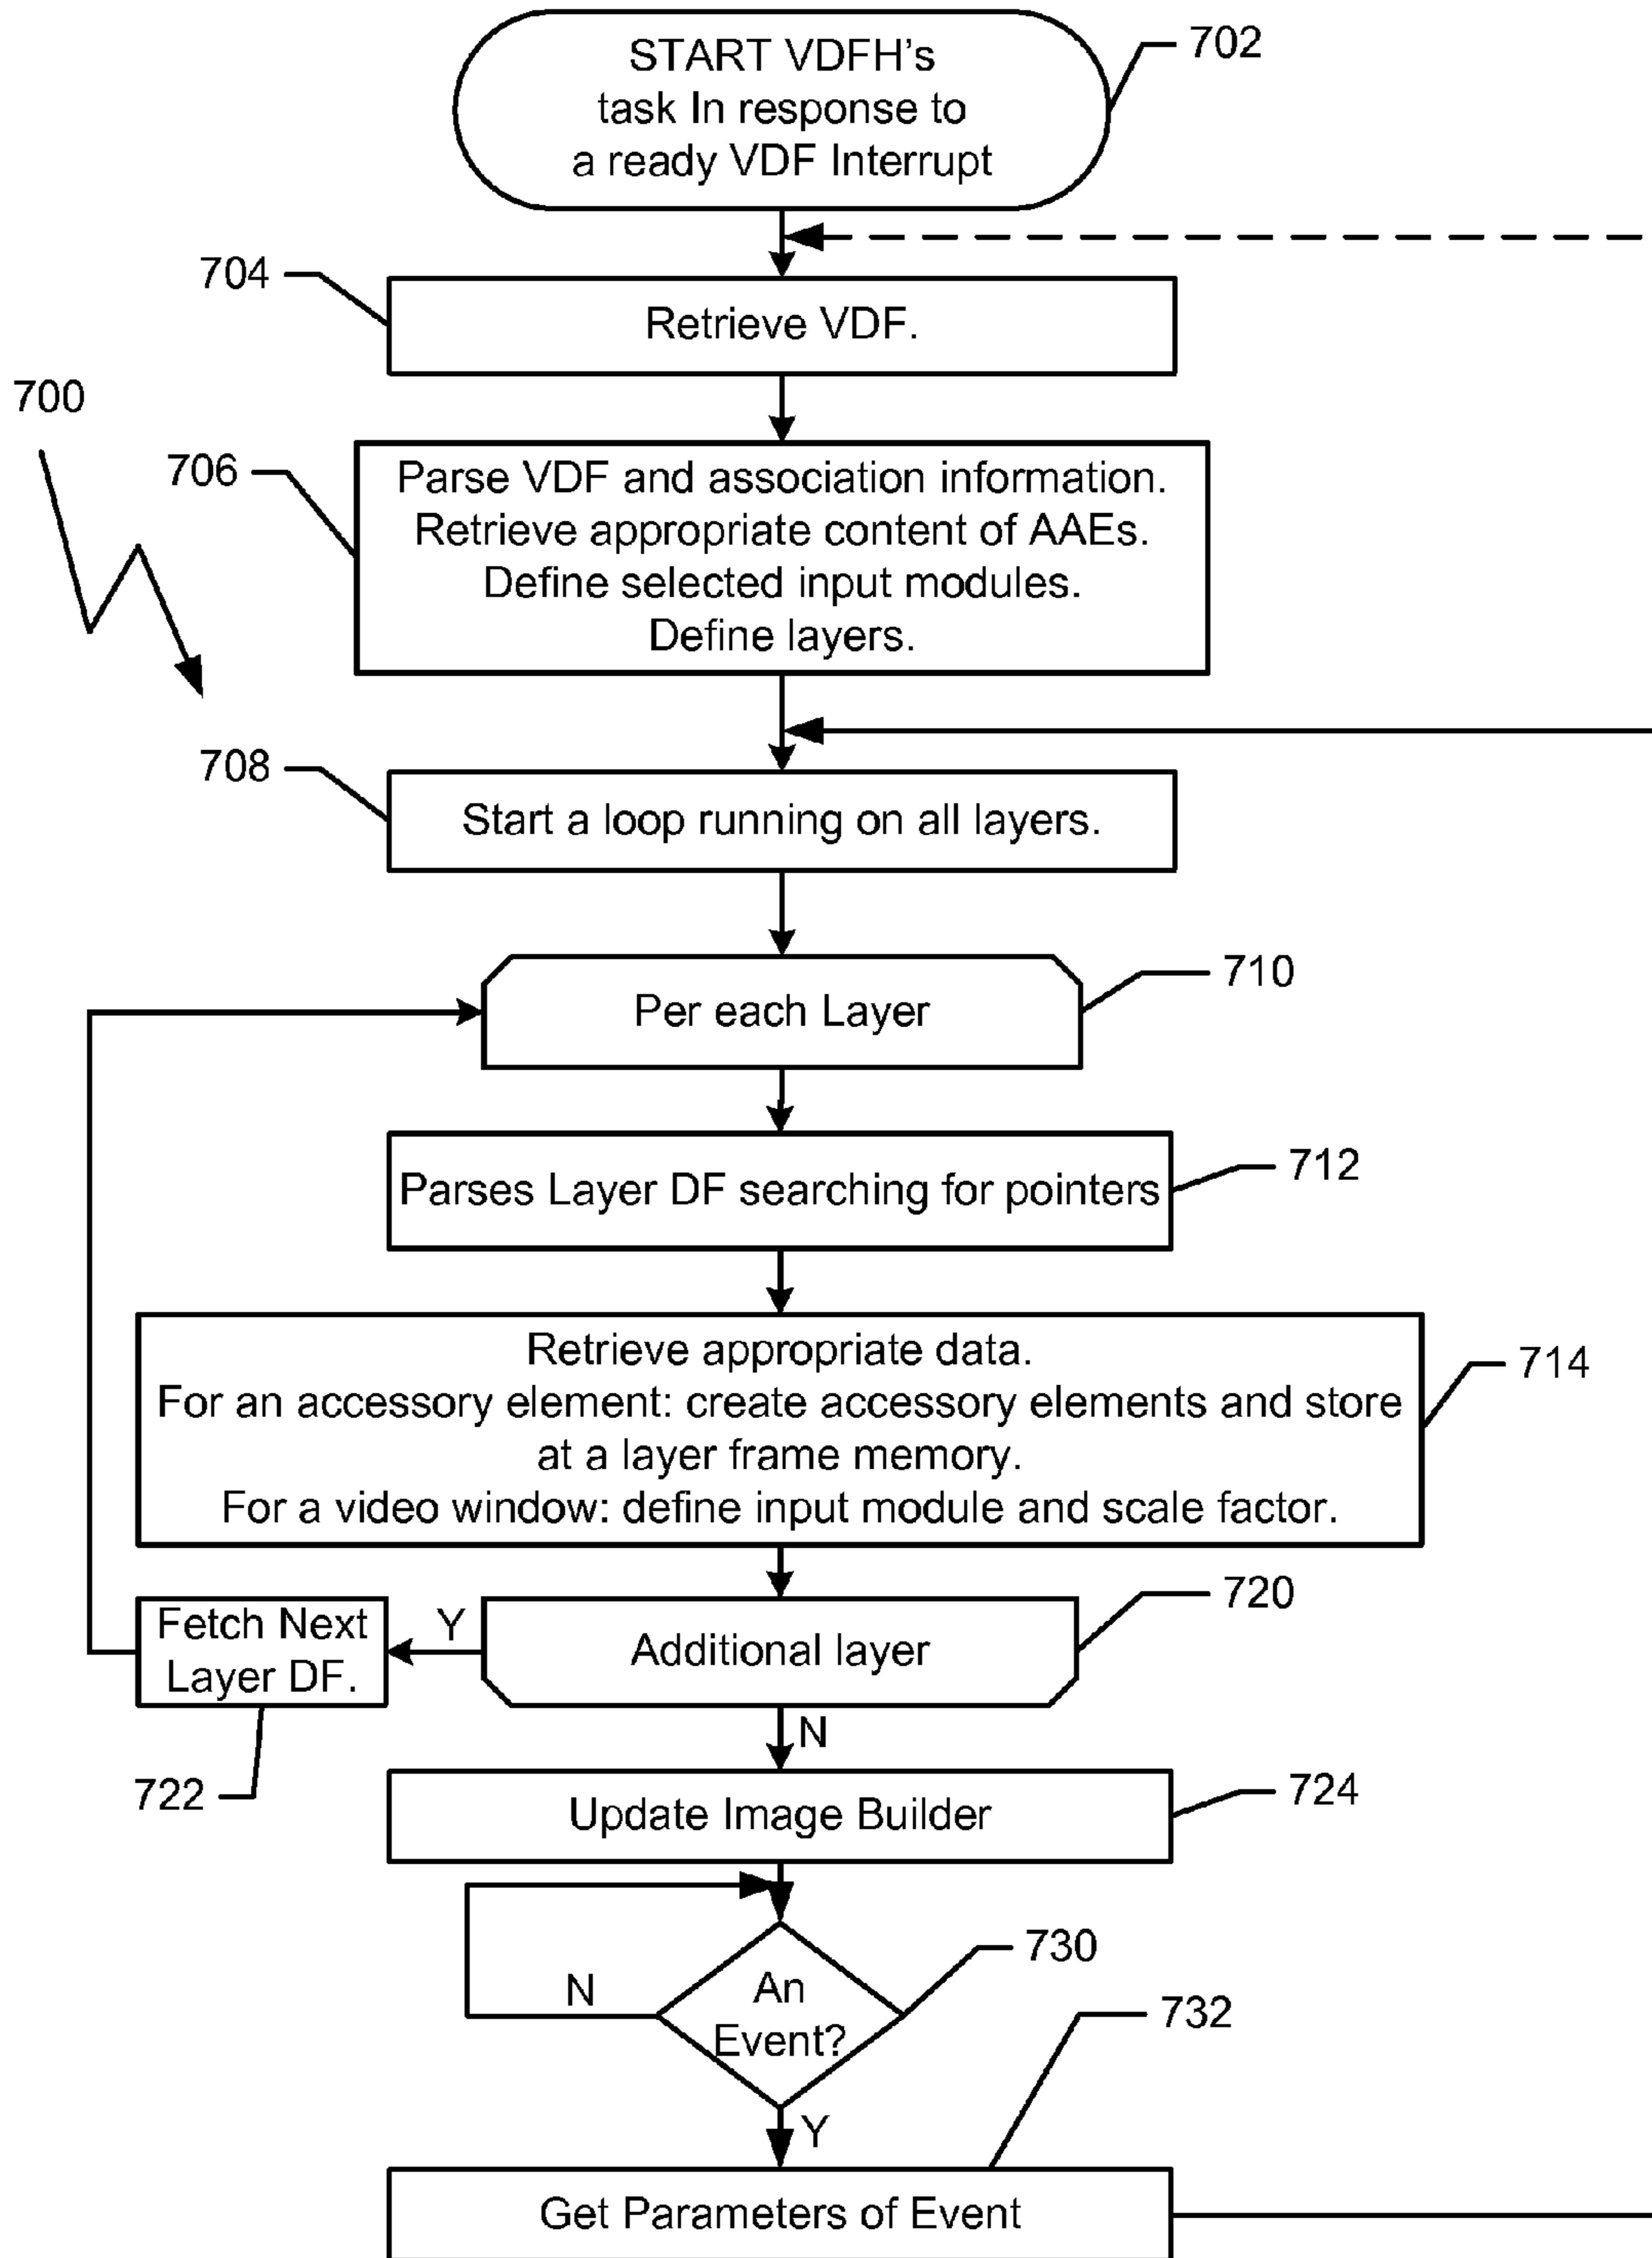 START VDFH's
task In response to
a ready VDF Interrupt
702
704
Retrieve VDF.
700
706
Parse VDF and association information.
Retrieve appropriate content of AAEs.
Define selected input modules.
Define layers.
708
Start a loop running on all layers.
710
Per each Layer
712
Parses Layer DF searching for pointers
714
Retrieve appropriate data.
For an accessory element: create accessory elements and store
at a layer frame memory.
For a video window: define input module and scale factor.
720
Fetch Next
Layer DF.
Y
Additional layer
N
722
724
Update Image Builder
730
N
An
Event?
732
Y
Get Parameters of Event